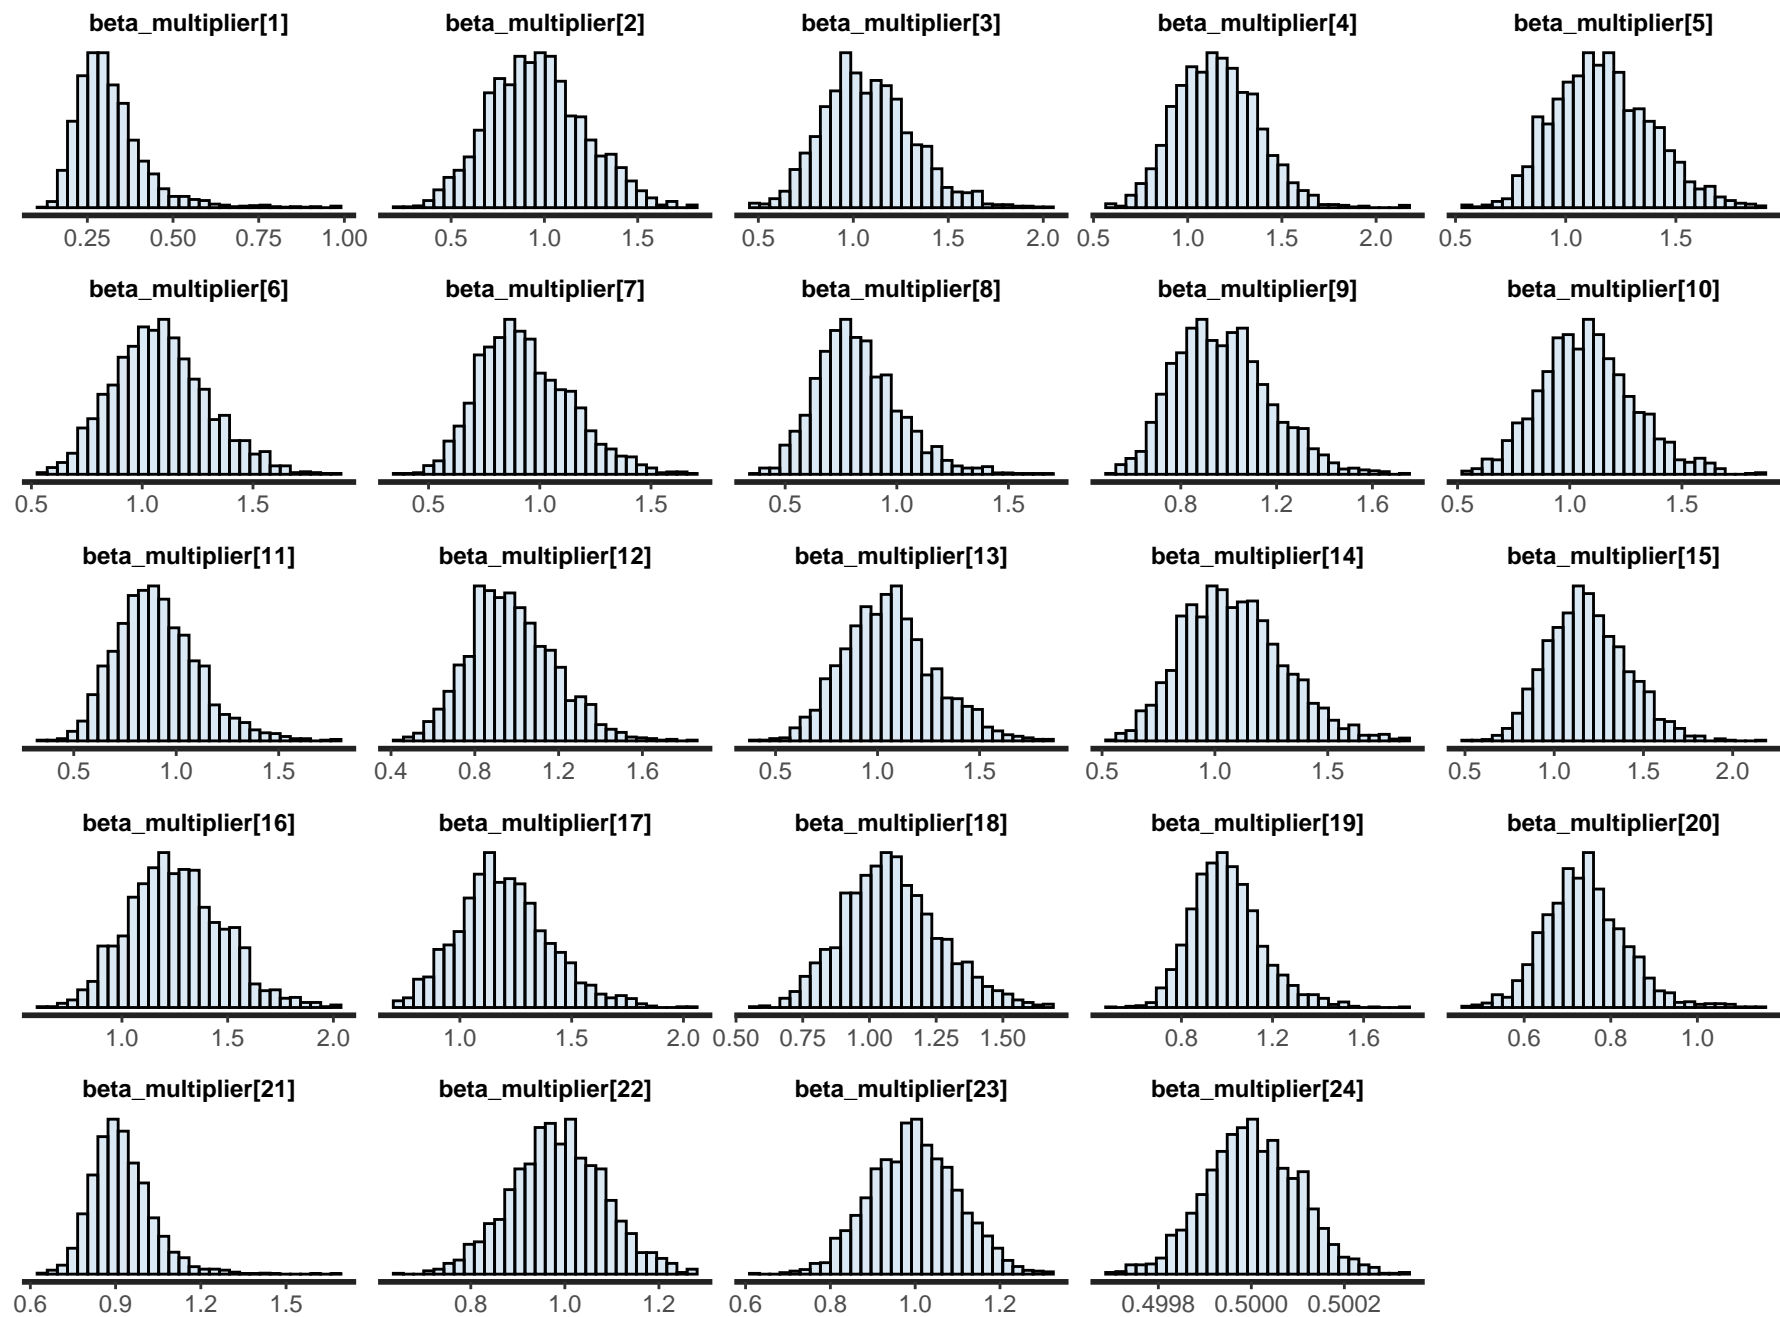 beta_multiplier[1] beta_multiplier[2] beta_multiplier[3] beta_multiplier[4] beta_multiplier[5]
0.25 0.50 0.75 1.00 0.5 1.0 1.5 0.5 1.0 1.5 2.0 0.5 1.0 1.5 2.0 0.5 1.0 1.5
beta_multiplier[6] beta_multiplier[7] beta_multiplier[8] beta_multiplier[9] beta_multiplier[10]
0.5 1.0 1.5 0.5 1.0 1.5 0.5 1.0 1.5 0.8 1.2 1.6 0.5 1.0 1.5
beta_multiplier[11] beta_multiplier[12] beta_multiplier[13] beta_multiplier[14] beta_multiplier[15]
0.5 1.0 1.5 0.4 0.8 1.2 1.6 0.5 1.0 1.5 0.5 1.0 1.5 0.5 1.0 1.5 2.0
beta_multiplier[16] beta_multiplier[17] beta_multiplier[18] beta_multiplier[19] beta_multiplier[20]
1.0 1.5 2.0 1.0 1.5 2.0 0.50 0.75 1.00 1.25 1.50 0.8 1.2 1.6 0.6 0.8 1.0
beta_multiplier[21] beta_multiplier[22] beta_multiplier[23] beta_multiplier[24]
0.6 0.9 1.2 1.5 0.8 1.0 1.2 0.6 0.8 1.0 1.2 0.4998 0.5000 0.5002